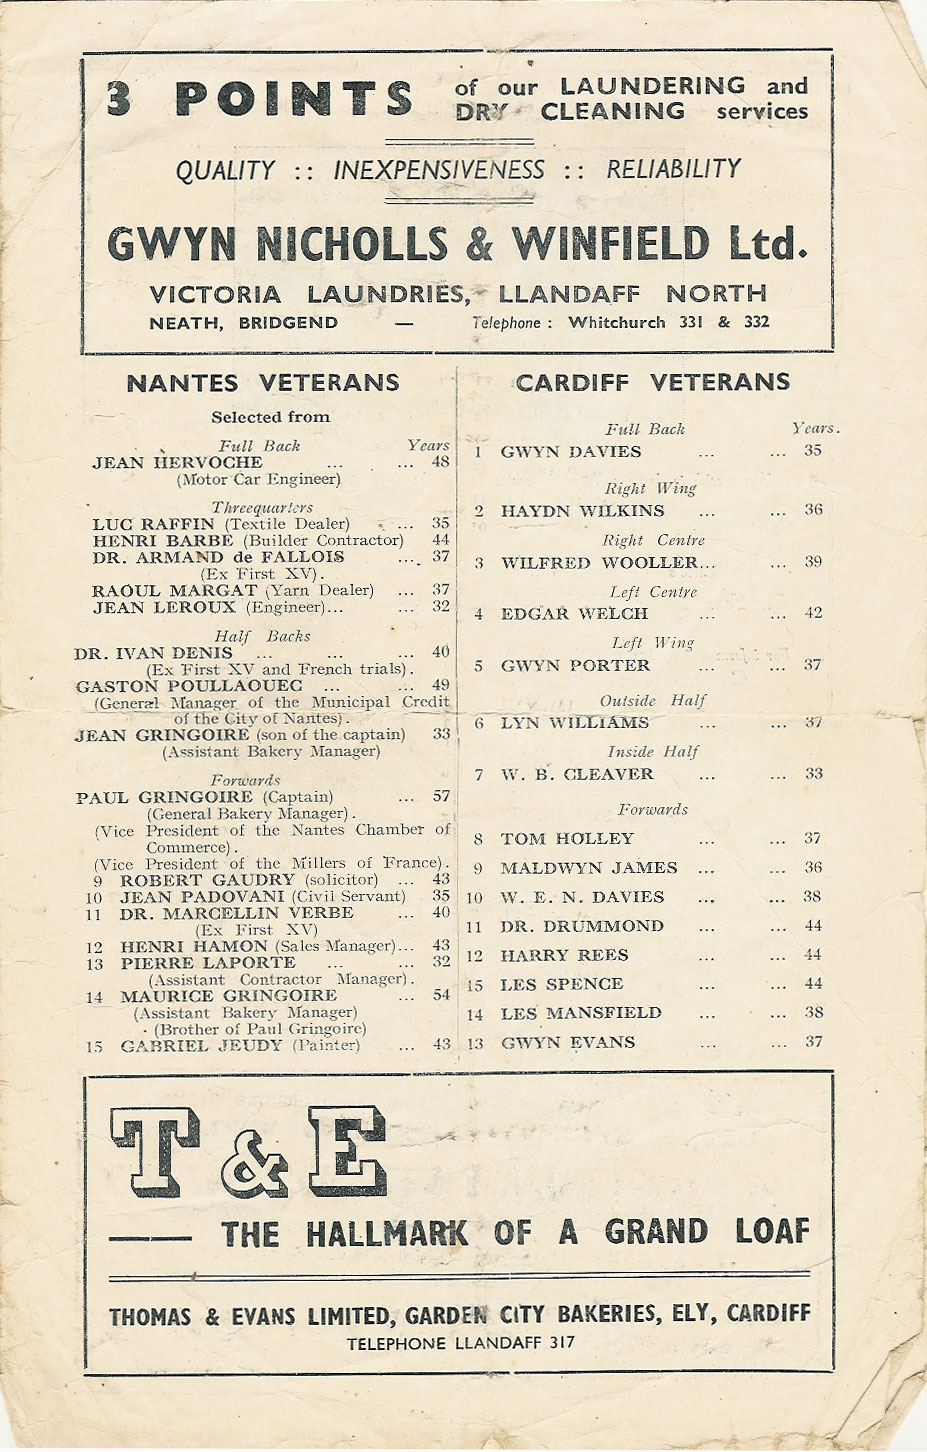 3 POINTS of our LAUNDERING and
DRY CLEANING services
QUALITY :: INEXPENSIVENESS :: RELIABILITY
GWYN NICHOLLS & WINFIELD Ltd.
VICTORIA LAUNDRIES, LLANDAFF NORTH
NEATH, BRIDGEND — Telephone : Whitchurch 331 & 332
NANTES VETERANS
Selected from
Full Back Years
JEAN HERVOCHE ... ... 48
(Motor Car Engineer)
Threequarters
LUC RAFFIN (Textile Dealer) . ... 35
HENRI BARBE (Builder Contractor) 44
DR. ARMAND de FALLOIS ... 37
(Ex First XV).
RAOUL MARGAT (Yarn Dealer) ... 37
JEAN LEROUX (Engineer)... ... 32
Half Backs
DR. IVAN DENIS ... ... ... 40
(Ex First XV and French trials).
GASTON POULLAOUEC ... ... 49
(General Manager of the Municipal Credit
of the City of Nantes).
JEAN GRINGOIRE (son of the captain) 33
(Assistant Bakery Manager)
Forwards
PAUL GRINGOIRE (Captain) ... 57
(General Bakery Manager).
(Vice President of the Nantes Chamber of
Commerce).
(Vice President of the Millers of France).
9 ROBERT GAUDRY (solicitor) ... 43
10 JEAN PADOVANI (Civil Servant) 35
11 DR. MARCELLIN VERBE ... 40
(Ex First XV)
12 HENRI HAMON (Sales Manager)... 43
13 PIERRE LAPORTE ... ... 32
(Assistant Contractor Manager).
14 MAURICE GRINGOIRE ... 54
(Assistant Bakery Manager)
(Brother of Paul Gringoire)
15 GABRIEL JEUDY (Painter) ... 43
CARDIFF VETERANS
Full Back Years.
1 GWYN DAVIES ... ... 35
Right Wing
2 HAYDN WILKINS ... ... 36
Right Centre
3 WILFRED WOOLLER... ... 39
Left Centre
4 EDGAR WELCH ... ... 42
Left Wing
5 GWYN PORTER ... ... 37
Outside Half
6 LYN WILLIAMS ... ... 37
Inside Half
7 W. B. CLEAVER ... ... 33
Forwards
8 TOM HOLLEY ... ... 37
9 MALDWYN JAMES ... ... 36
10 W. E. N. DAVIES ... ... 38
11 DR. DRUMMOND ... ... 44
12 HARRY REES ... ... 44
15 LES SPENCE ... ... 44
14 LES MANSFIELD ... ... 38
13 GWYN EVANS ... ... 37
T & E
THE HALLMARK OF A GRAND LOAF
THOMAS & EVANS LIMITED, GARDEN CITY BAKERIES, ELY, CARDIFF
TELEPHONE LLANDAFF 317